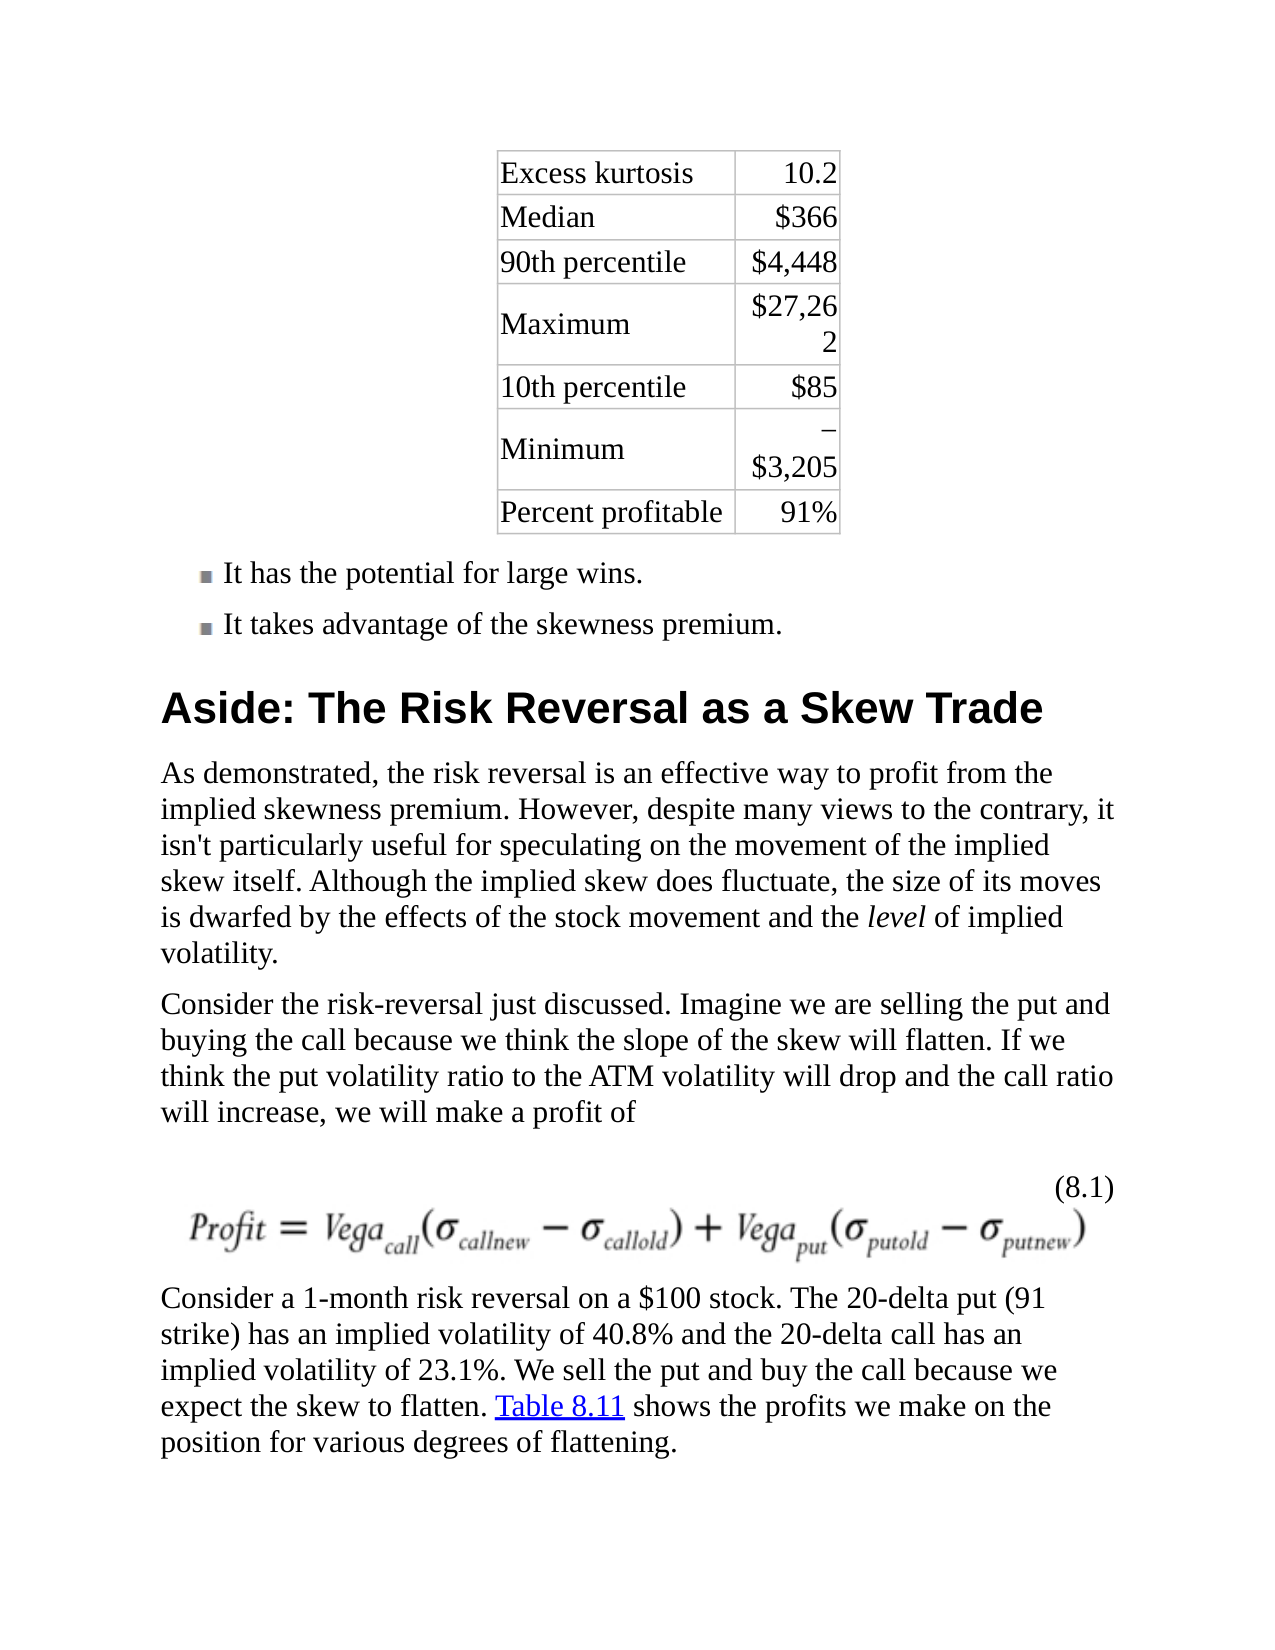 Excess kurtosis 10.2
Median $366
90th percentile $4,448
Maximum $27,26
2
10th percentile $85
Minimum –
$3,205
Percent profitable 91%
▪ It has the potential for large wins.
▪ It takes advantage of the skewness premium.
Aside: The Risk Reversal as a Skew Trade
As demonstrated, the risk reversal is an effective way to profit from the
implied skewness premium. However, despite many views to the contrary, it
isn't particularly useful for speculating on the movement of the implied
skew itself. Although the implied skew does fluctuate, the size of its moves
is dwarfed by the effects of the stock movement and the level of implied
volatility.
Consider the risk-reversal just discussed. Imagine we are selling the put and
buying the call because we think the slope of the skew will flatten. If we
think the put volatility ratio to the ATM volatility will drop and the call ratio
will increase, we will make a profit of
(8.1)
Profit = Vega_call(σ_callnew − σ_callold) + Vega_put(σ_putold − σ_putnew)
Consider a 1-month risk reversal on a $100 stock. The 20-delta put (91
strike) has an implied volatility of 40.8% and the 20-delta call has an
implied volatility of 23.1%. We sell the put and buy the call because we
expect the skew to flatten. Table 8.11 shows the profits we make on the
position for various degrees of flattening.